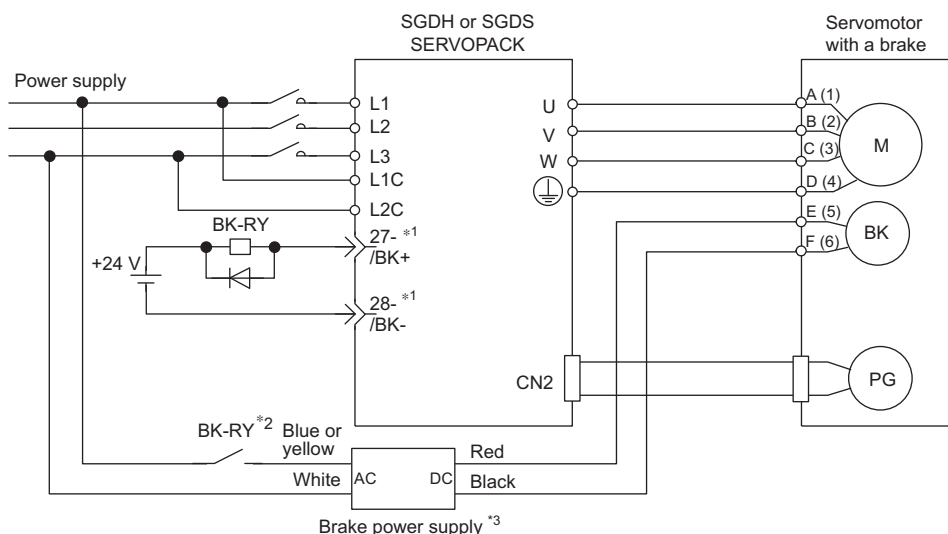 SGDH or SGDS
SERVOPACK
Servomotor
with a brake
Power supply
L1
L2
L3
L1C
L2C
U
V
W
A (1)
B (2)
C (3)
D (4)
E (5)
F (6)
M
BK
BK-RY
+24 V
27- *1
/BK+
28- *1
/BK-
CN2
PG
BK-RY *2
Blue or
yellow
White
AC
DC
Red
Black
Brake power supply *3